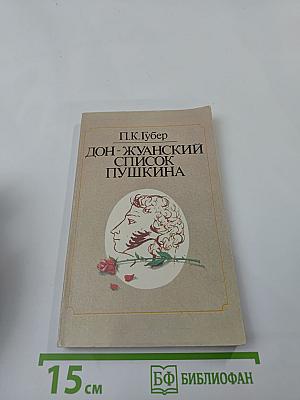 П.К.Губер
ДОН-ЖУАНСКИЙ
СПИСОК
ПУШКИНА
15 см
БФ БИБЛИОФАН